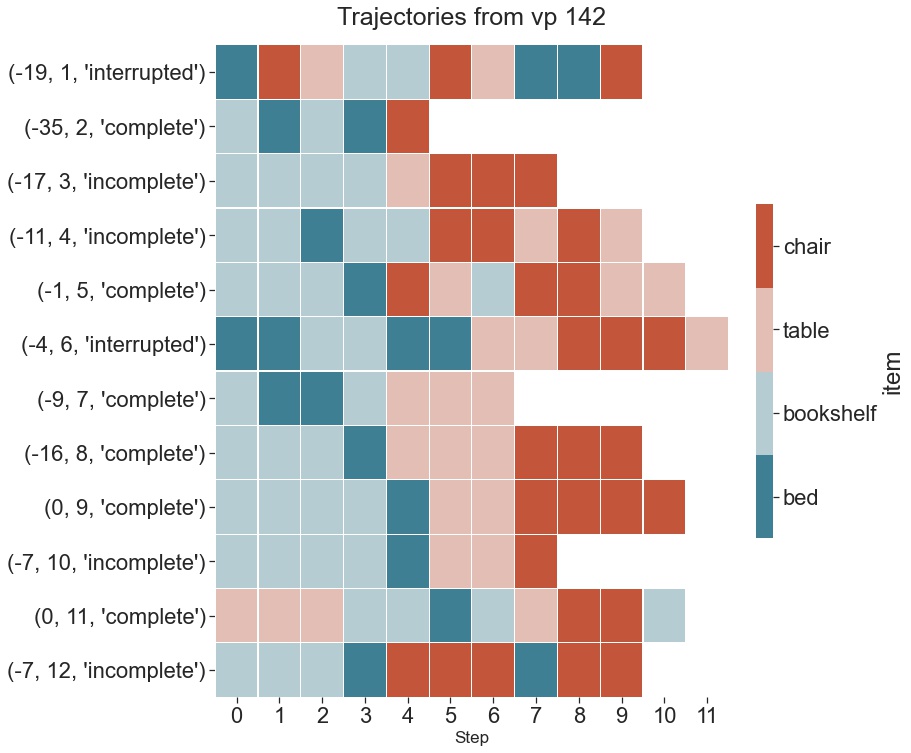 Trajectories from vp 142
(-19, 1, 'interrupted')
(-35, 2, 'complete')
(-17, 3, 'incomplete')
(-11, 4, 'incomplete')
(-1, 5, 'complete')
(-4, 6, 'interrupted')
(-9, 7, 'complete')
(-16, 8, 'complete')
(0, 9, 'complete')
(-7, 10, 'incomplete')
(0, 11, 'complete')
(-7, 12, 'incomplete')
0 1 2 3 4 5 6 7 8 9 10 11
Step
chair
table
bookshelf
bed
item